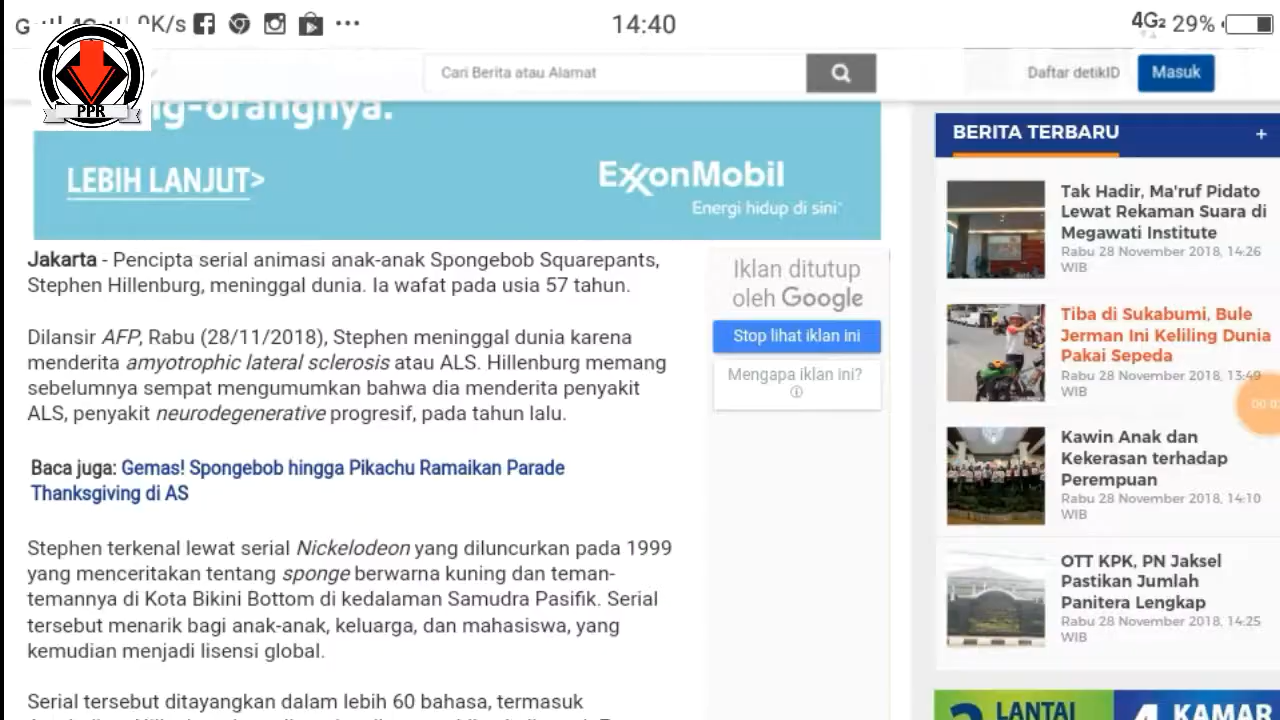 0K/s
14:40
4G2 29%
PPR
Cari Berita atau Alamat
Daftar detikID
Masuk
ng-orangnya.
LEBIH LANJUT>
ExxonMobil
Energi hidup di sini
Jakarta - Pencipta serial animasi anak-anak Spongebob Squarepants,
Stephen Hillenburg, meninggal dunia. Ia wafat pada usia 57 tahun.
Dilansir AFP, Rabu (28/11/2018), Stephen meninggal dunia karena
menderita amyotrophic lateral sclerosis atau ALS. Hillenburg memang
sebelumnya sempat mengumumkan bahwa dia menderita penyakit
ALS, penyakit neurodegenerative progresif, pada tahun lalu.
Baca juga: Gemas! Spongebob hingga Pikachu Ramaikan Parade
Thanksgiving di AS
Stephen terkenal lewat serial Nickelodeon yang diluncurkan pada 1999
yang menceritakan tentang sponge berwarna kuning dan teman-
temannya di Kota Bikini Bottom di kedalaman Samudra Pasifik. Serial
tersebut menarik bagi anak-anak, keluarga, dan mahasiswa, yang
kemudian menjadi lisensi global.
Serial tersebut ditayangkan dalam lebih 60 bahasa, termasuk
Iklan ditutup
oleh Google
Stop lihat iklan ini
Mengapa iklan ini?
BERITA TERBARU +
Tak Hadir, Ma'ruf Pidato
Lewat Rekaman Suara di
Megawati Institute
Rabu 28 November 2018, 14:26
WIB
Tiba di Sukabumi, Bule
Jerman Ini Keliling Dunia
Pakai Sepeda
Rabu 28 November 2018, 13:49
WIB
Kawin Anak dan
Kekerasan terhadap
Perempuan
Rabu 28 November 2018, 14:10
WIB
OTT KPK, PN Jaksel
Pastikan Jumlah
Panitera Lengkap
Rabu 28 November 2018, 14:25
WIB
LANTAI
KAMAR